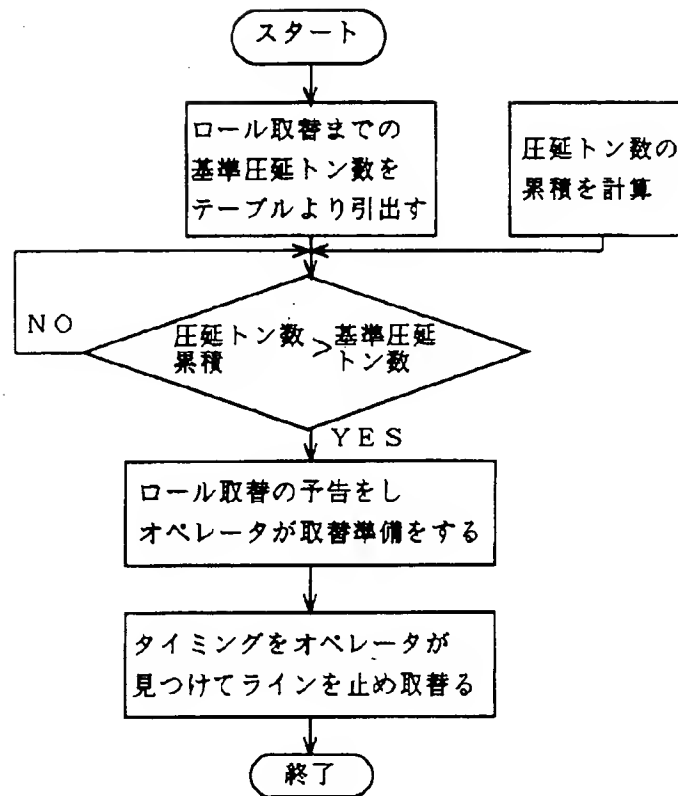 スタート
ロール取替までの
基準圧延トン数を
テーブルより引出す
圧延トン数の
累積を計算
NO
圧延トン数
累積
>
基準圧延
トン数
YES
ロール取替の予告をし
オペレータが取替準備をする
タイミングをオペレータが
見つけてラインを止め取替る
終了